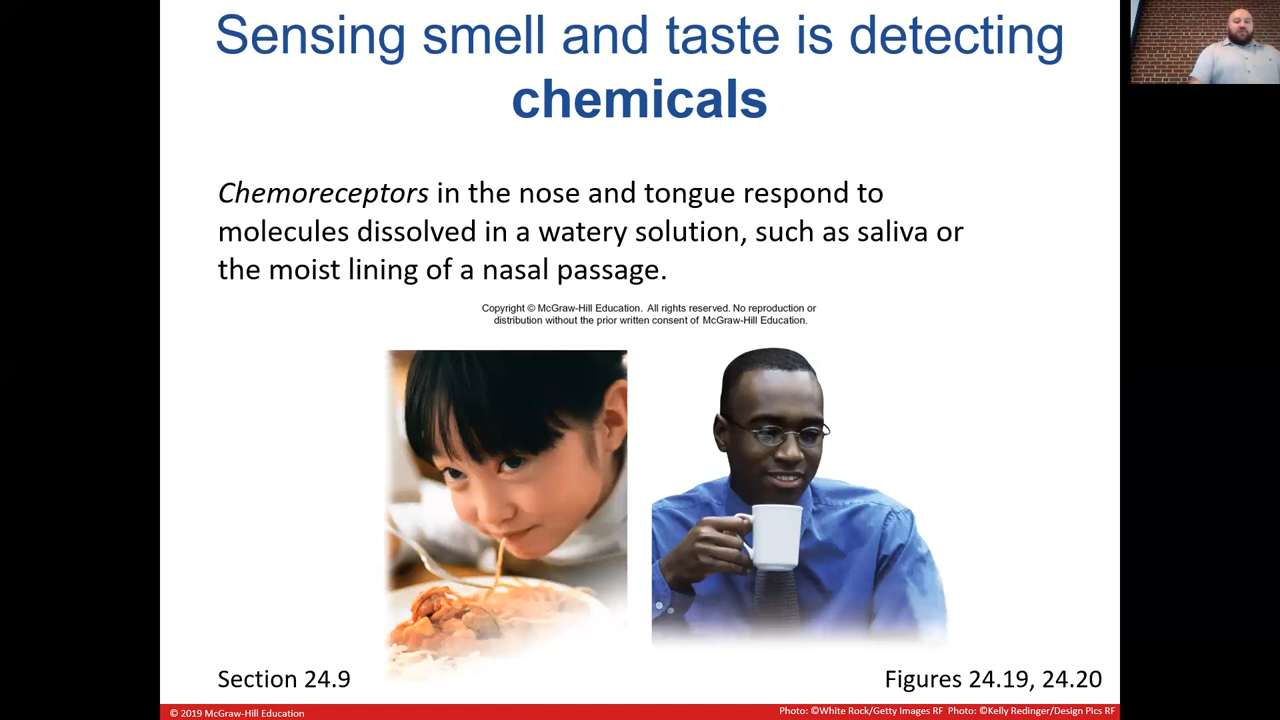 Sensing smell and taste is detecting
chemicals
Chemoreceptors in the nose and tongue respond to
molecules dissolved in a watery solution, such as saliva or
the moist lining of a nasal passage.
Copyright © McGraw-Hill Education. All rights reserved. No reproduction or
distribution without the prior written consent of McGraw-Hill Education.
Section 24.9
Figures 24.19, 24.20
© 2019 McGraw-Hill Education
Photo: ©White Rock/Getty Images RF Photo: ©Kelly Redinger/Design Pics RF